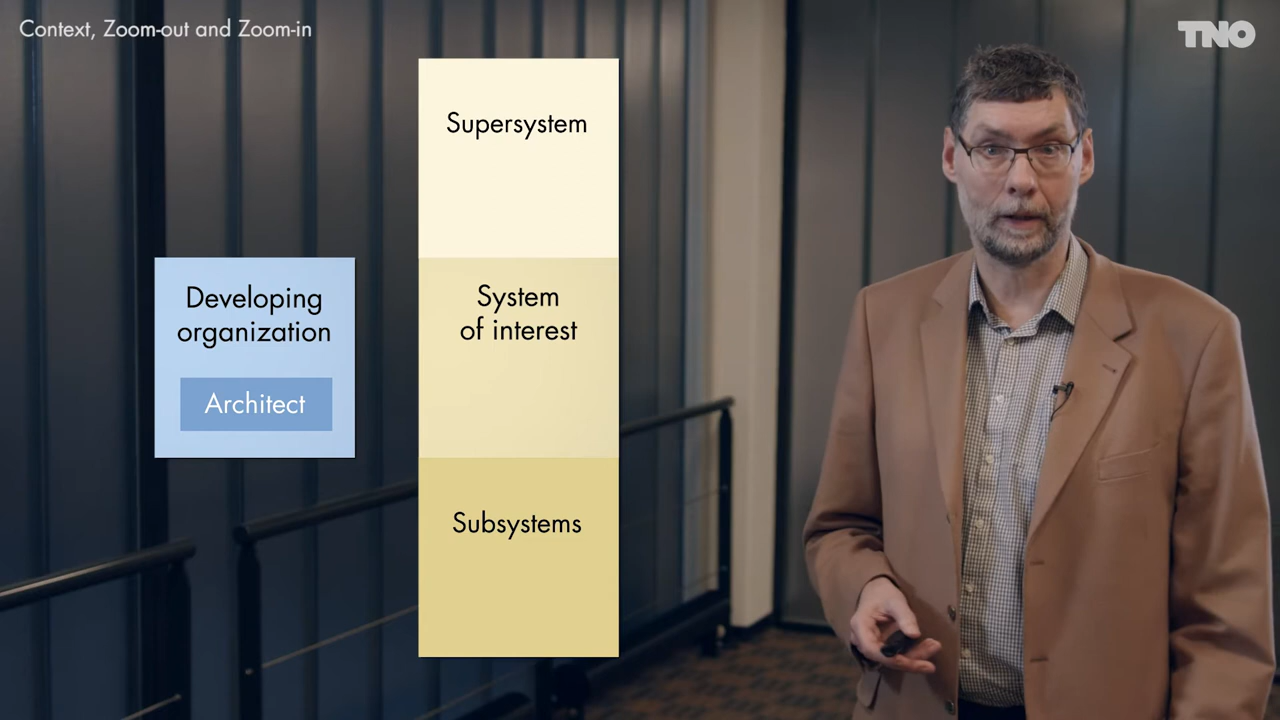 Context, Zoom-out and Zoom-in
TNO
Supersystem
Developing
organization
Architect
System
of interest
Subsystems